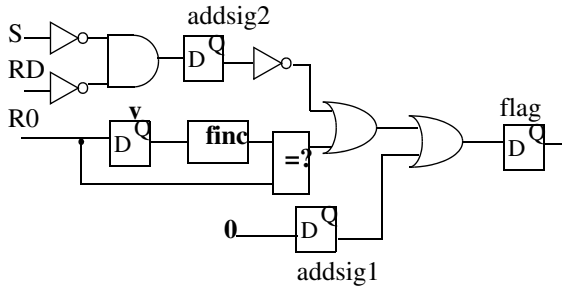 addsig2
S
D Q
RD
R0
v
D Q
finc
=?
flag
D Q
0
D Q
addsig1